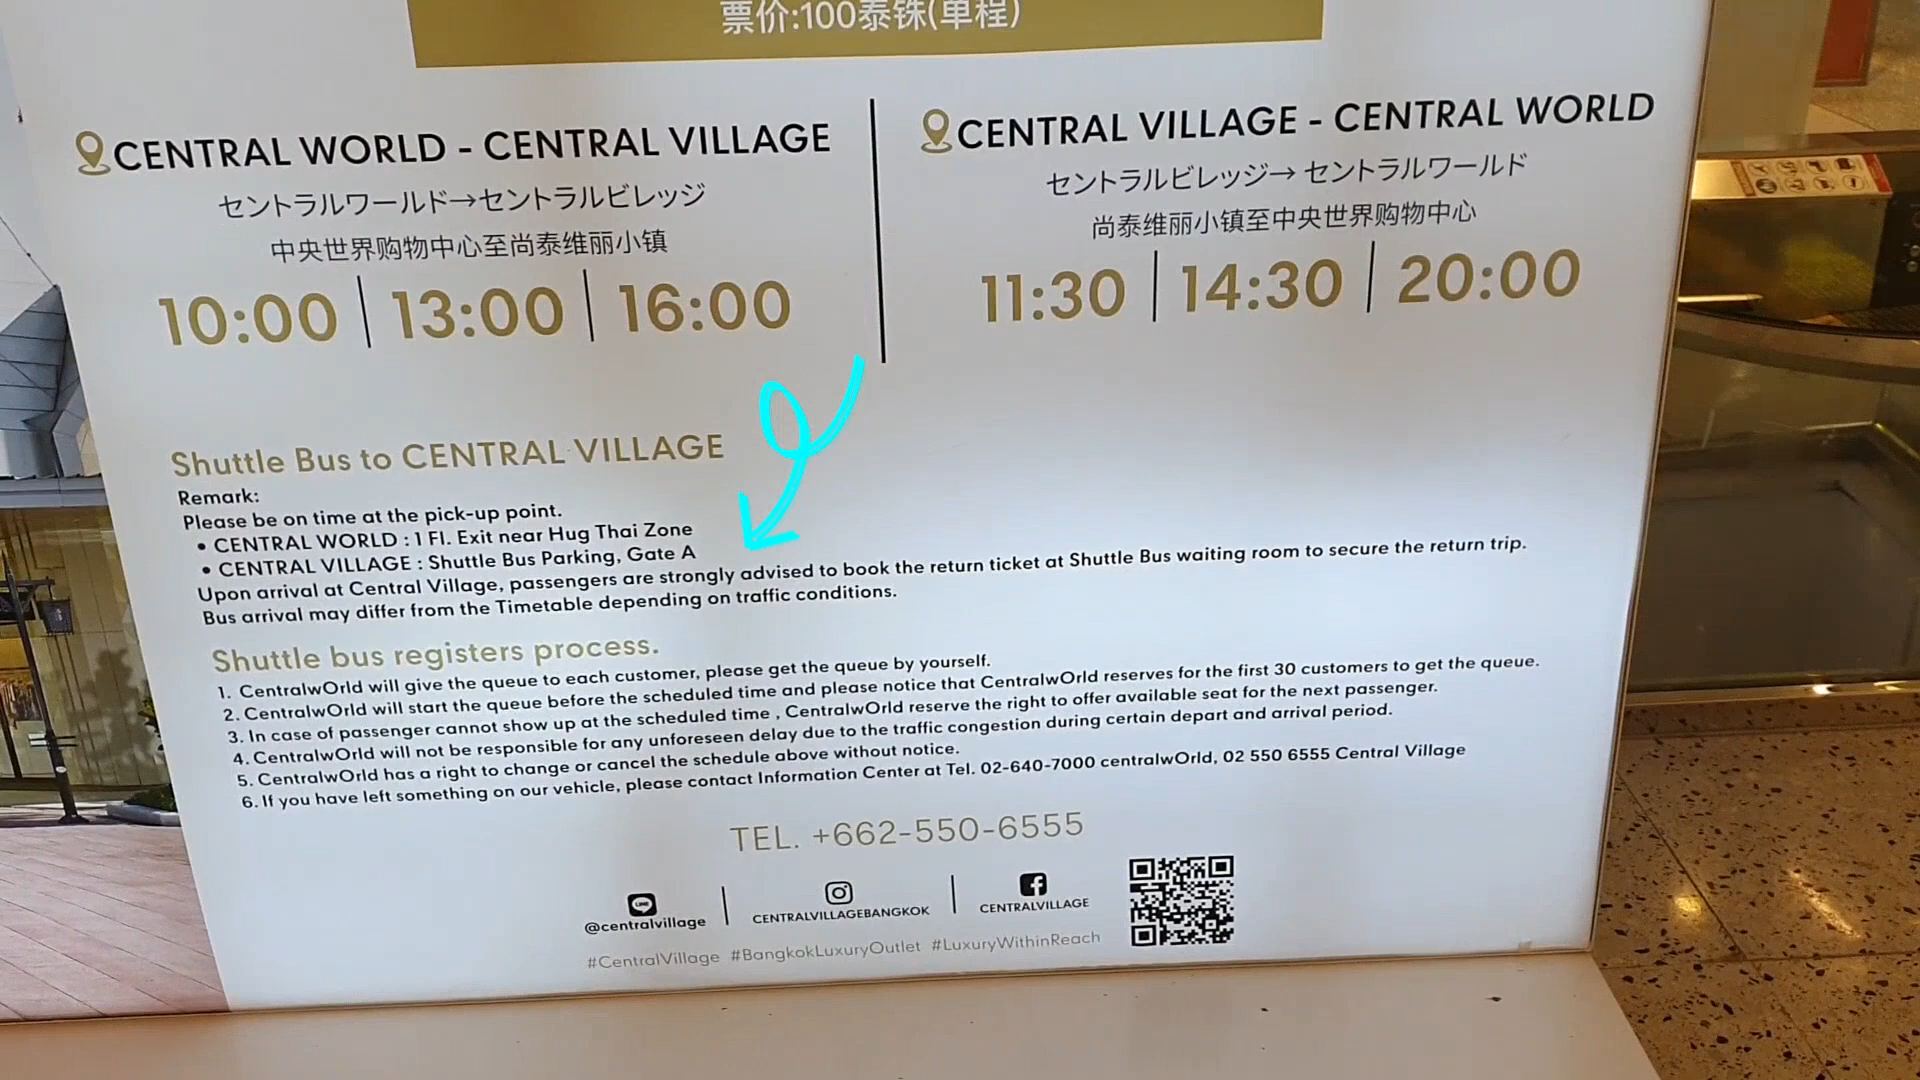 票价:100泰铢(单程)
CENTRAL WORLD - CENTRAL VILLAGE
セントラルワールド→セントラルビレッジ
中央世界购物中心至尚泰维丽小镇
10:00 | 13:00 | 16:00
CENTRAL VILLAGE - CENTRAL WORLD
セントラルビレッジ→ セントラルワールド
尚泰维丽小镇至中央世界购物中心
11:30 | 14:30 | 20:00
Shuttle Bus to CENTRAL VILLAGE
Remark:
Please be on time at the pick-up point.
• CENTRAL WORLD : 1 Fl. Exit near Hug Thai Zone
• CENTRAL VILLAGE : Shuttle Bus Parking, Gate A
Upon arrival at Central Village, passengers are strongly advised to book the return ticket at Shuttle Bus waiting room to secure the return trip.
Bus arrival may differ from the Timetable depending on traffic conditions.
Shuttle bus registers process.
1. CentralwOrld will give the queue to each customer, please get the queue by yourself.
2. CentralwOrld will start the queue before the scheduled time and please notice that CentralwOrld reserves for the first 30 customers to get the queue.
3. In case of passenger cannot show up at the scheduled time , CentralwOrld reserve the right to offer available seat for the next passenger.
4. CentralwOrld will not be responsible for any unforeseen delay due to the traffic congestion during certain depart and arrival period.
5. CentralwOrld has a right to change or cancel the schedule above without notice.
6. If you have left something on our vehicle, please contact Information Center at Tel. 02-640-7000 centralwOrld, 02 550 6555 Central Village
TEL. +662-550-6555
LINE
@centralvillage
CENTRALVILLAGEBANGKOK
CENTRALVILLAGE
#CentralVillage #BangkokLuxuryOutlet #LuxuryWithinReach